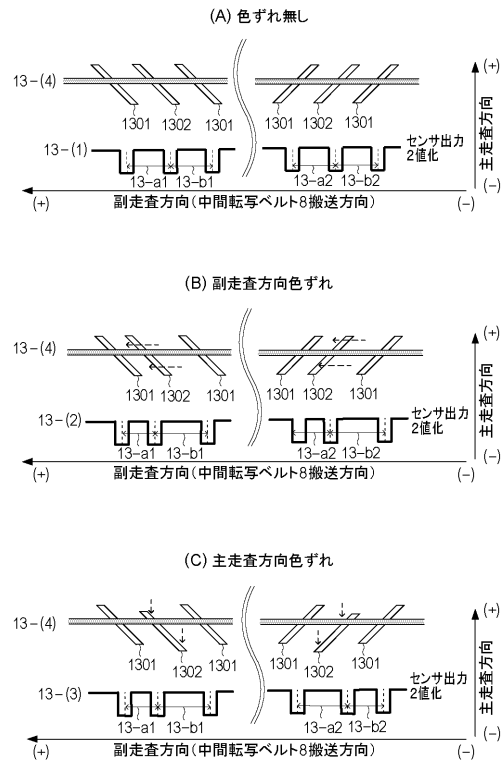 (A) 色ずれ無し
13-(4)
1301 1302 1301 1301 1302 1301
(+)
主走査方向
(-)
13-(1)
センサ出力
2値化
13-a1 13-b1 13-a2 13-b2
(+) 副走査方向(中間転写ベルト8搬送方向) (-)
(B) 副走査方向色ずれ
13-(4)
1301 1302 1301 1301 1302 1301
(+)
主走査方向
(-)
13-(2)
センサ出力
2値化
13-a1 13-b1 13-a2 13-b2
(+) 副走査方向(中間転写ベルト8搬送方向) (-)
(C) 主走査方向色ずれ
13-(4)
1301 1302 1301 1301 1302 1301
(+)
主走査方向
(-)
13-(3)
センサ出力
2値化
13-a1 13-b1 13-a2 13-b2
(+) 副走査方向(中間転写ベルト8搬送方向) (-)